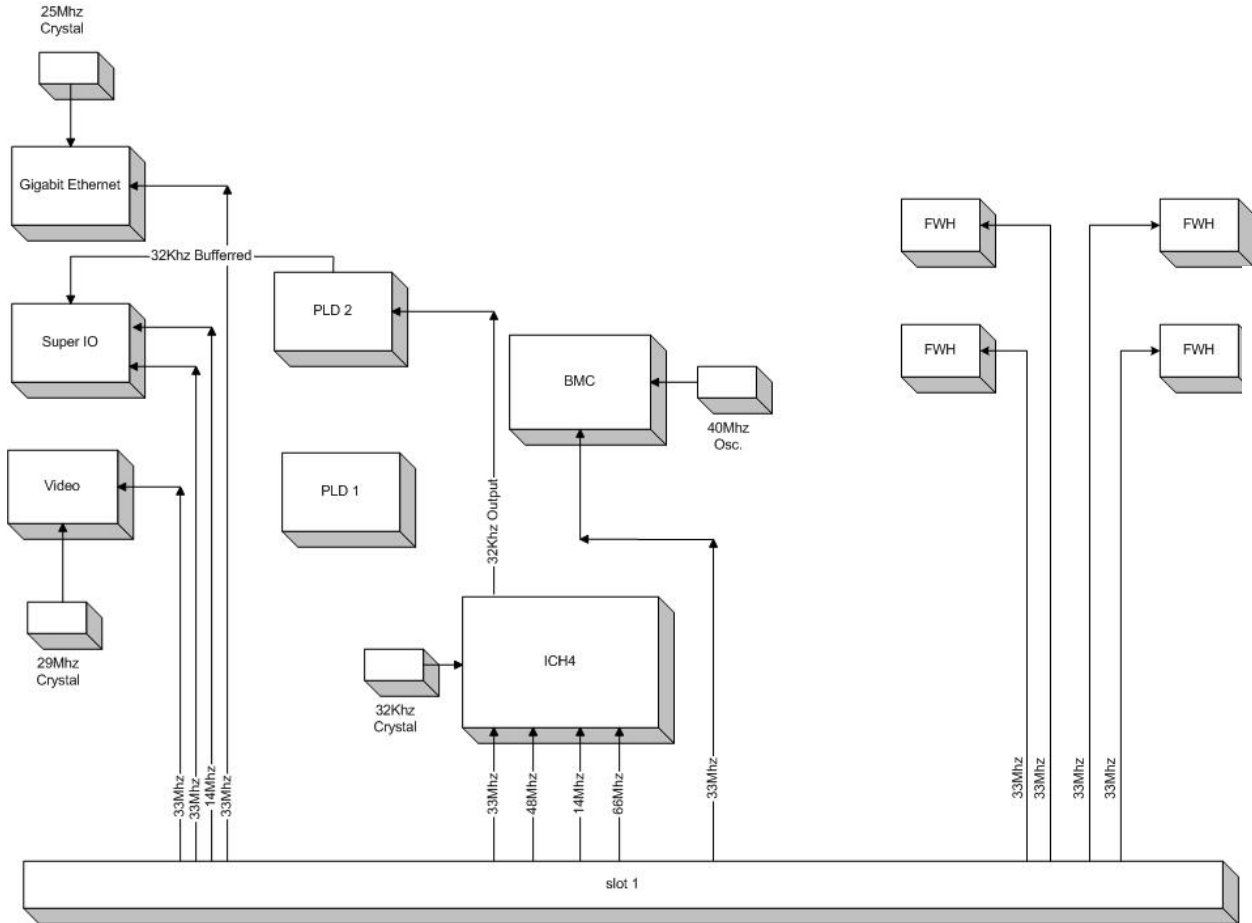 25Mhz
Crystal
Gigabit Ethernet
FWH
FWH
32Khz Bufferred
PLD 2
Super IO
FWH
FWH
BMC
40Mhz
Osc.
Video
PLD 1
32Khz Output
29Mhz
Crystal
ICH4
32Khz
Crystal
33Mhz
33Mhz
14Mhz
33Mhz
33Mhz
48Mhz
14Mhz
66Mhz
33Mhz
33Mhz
33Mhz
33Mhz
33Mhz
slot 1